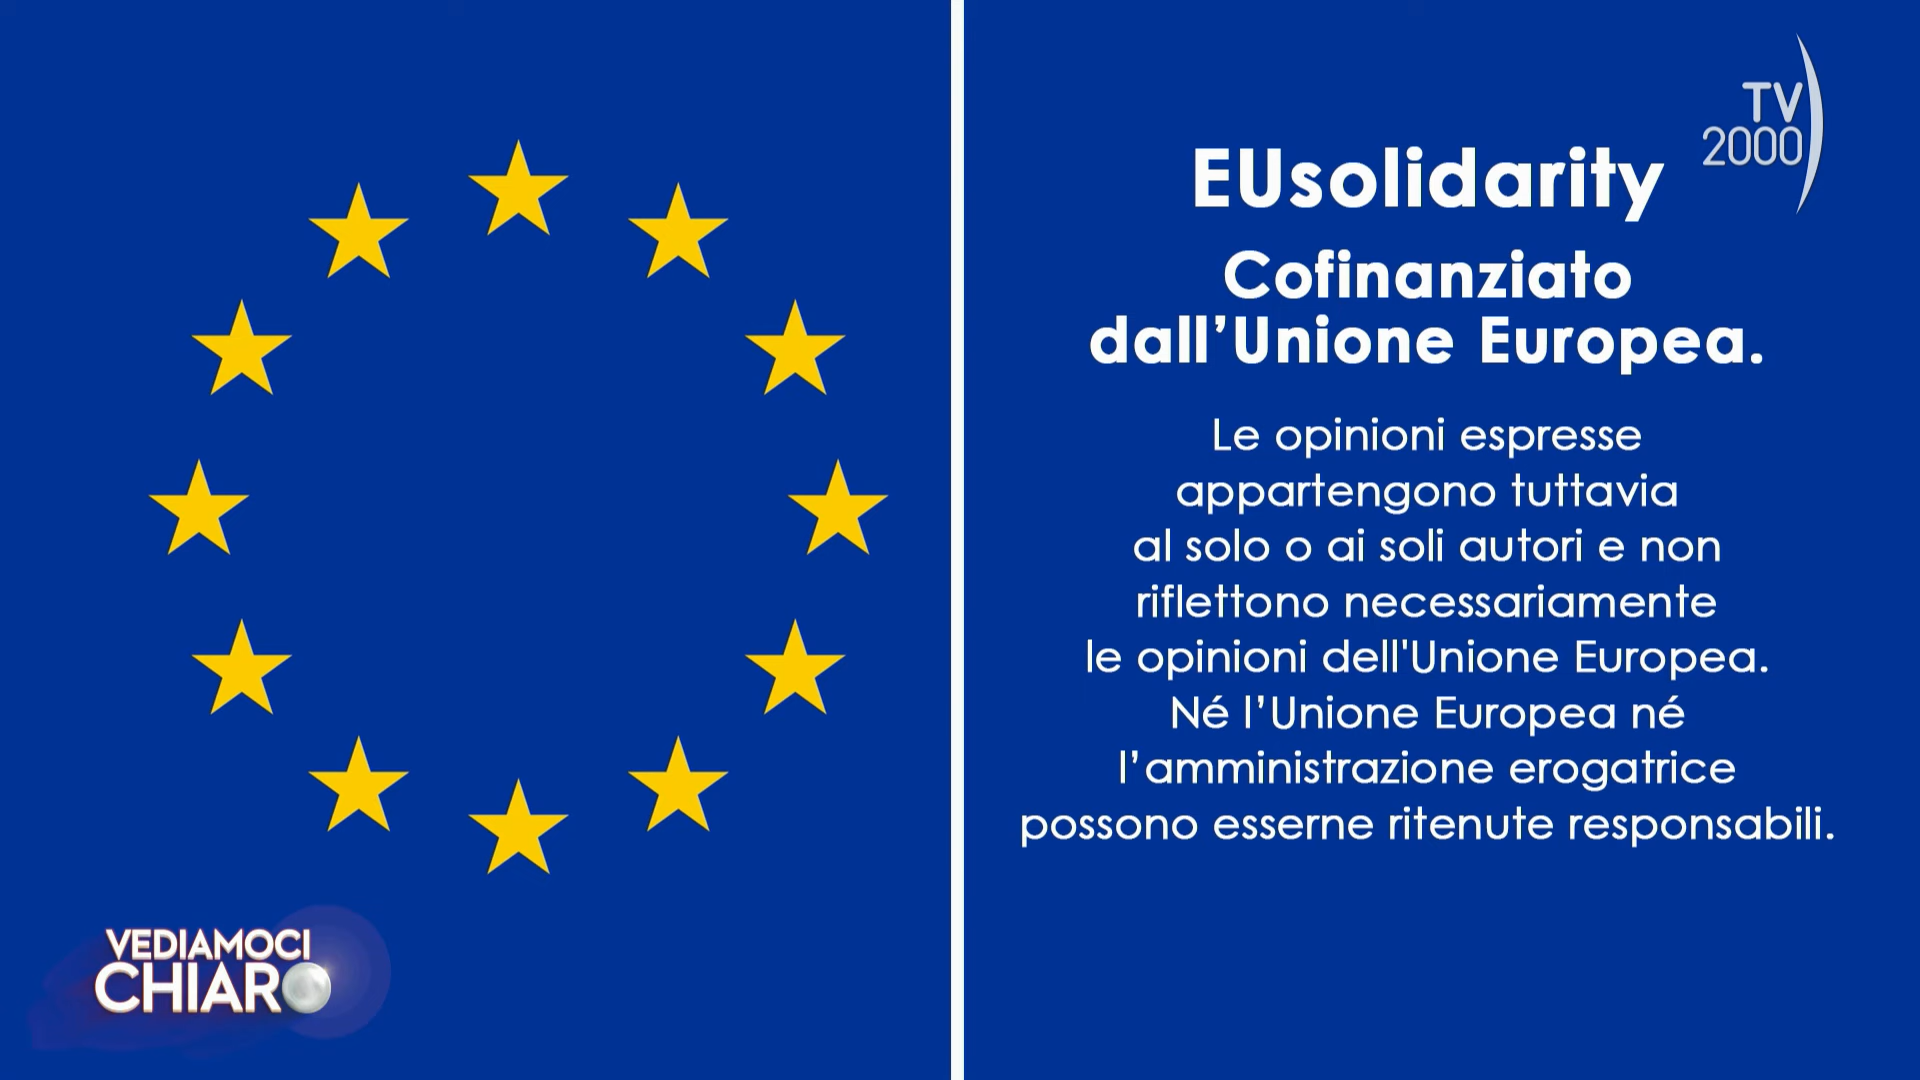 TV
2000
EUsolidarity
Cofinanziato
dall’Unione Europea.
Le opinioni espresse
appartengono tuttavia
al solo o ai soli autori e non
riflettono necessariamente
le opinioni dell'Unione Europea.
Né l’Unione Europea né
l’amministrazione erogatrice
possono esserne ritenute responsabili.
VEDIAMOCI
CHIARO